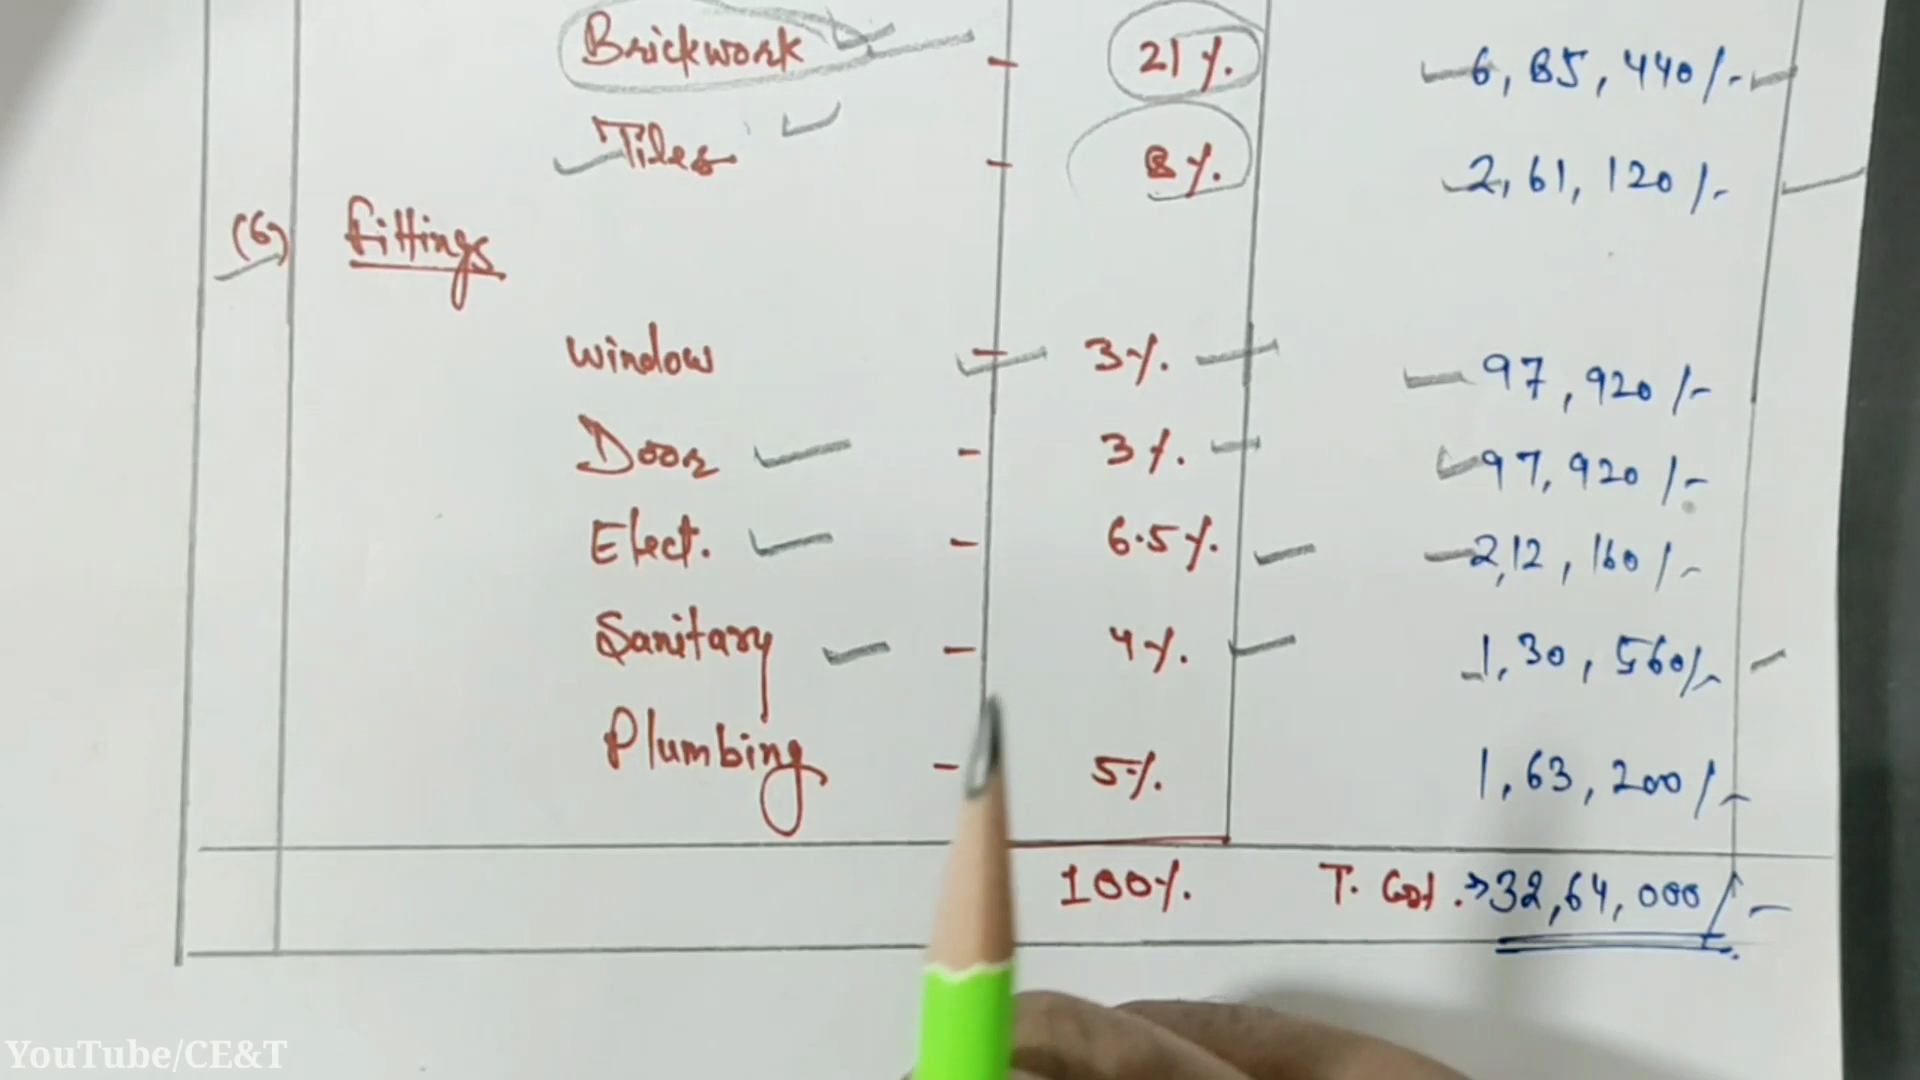 Brickwork - 21 %. 6,85,440/-
Tiles - 8 %. 2,61,120/-
(6) Fittings
window - 3%. 97,920/-
Door - 3 %. 97,920/-
Elect. - 6.5 %. 2,12,160/-
Sanitary - 4%. 1,30,560/-
Plumbing - 5%. 1,63,200/-
100%. T. Cost. → 32,64,000/-
YouTube/CE&T